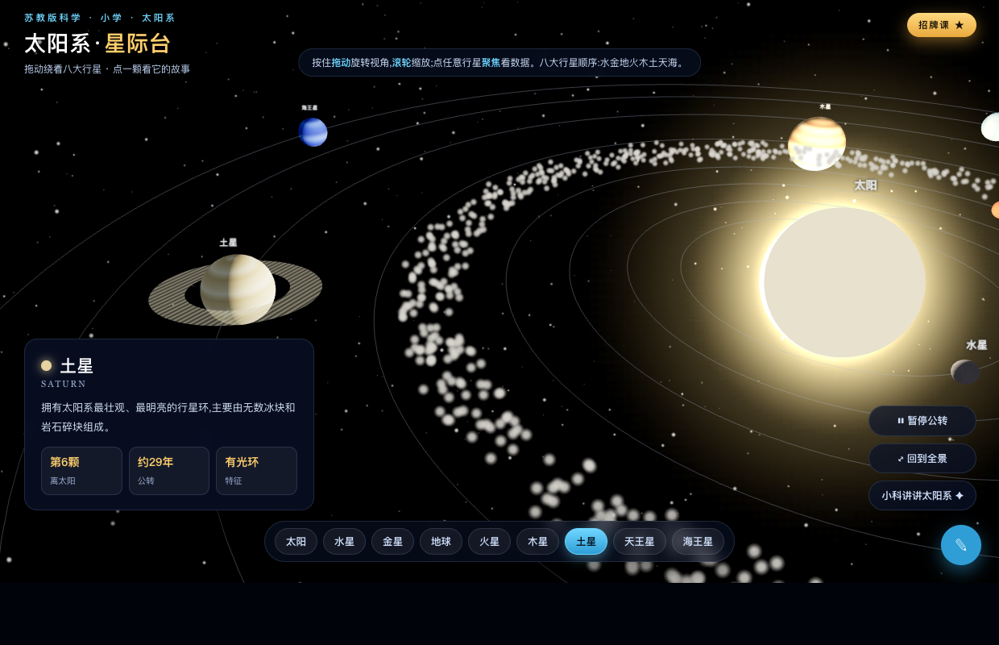 苏教版科学 · 小学 · 太阳系
太阳系·星际台
拖动绕看八大行星 · 点一颗看它的故事
招牌课 ★
按住拖动旋转视角,滚轮缩放;点任意行星聚焦看数据。八大行星顺序:水金地火木土天海。
海王星
木星
太阳
土星
水星
土星
SATURN
拥有太阳系最壮观、最明亮的行星环,主要由无数冰块和
岩石碎块组成。
第6颗
离太阳
约29年
公转
有光环
特征
⏸ 暂停公转
⤢ 回到全景
小科讲讲太阳系 ✦
太阳 水星 金星 地球 火星 木星 土星 天王星 海王星